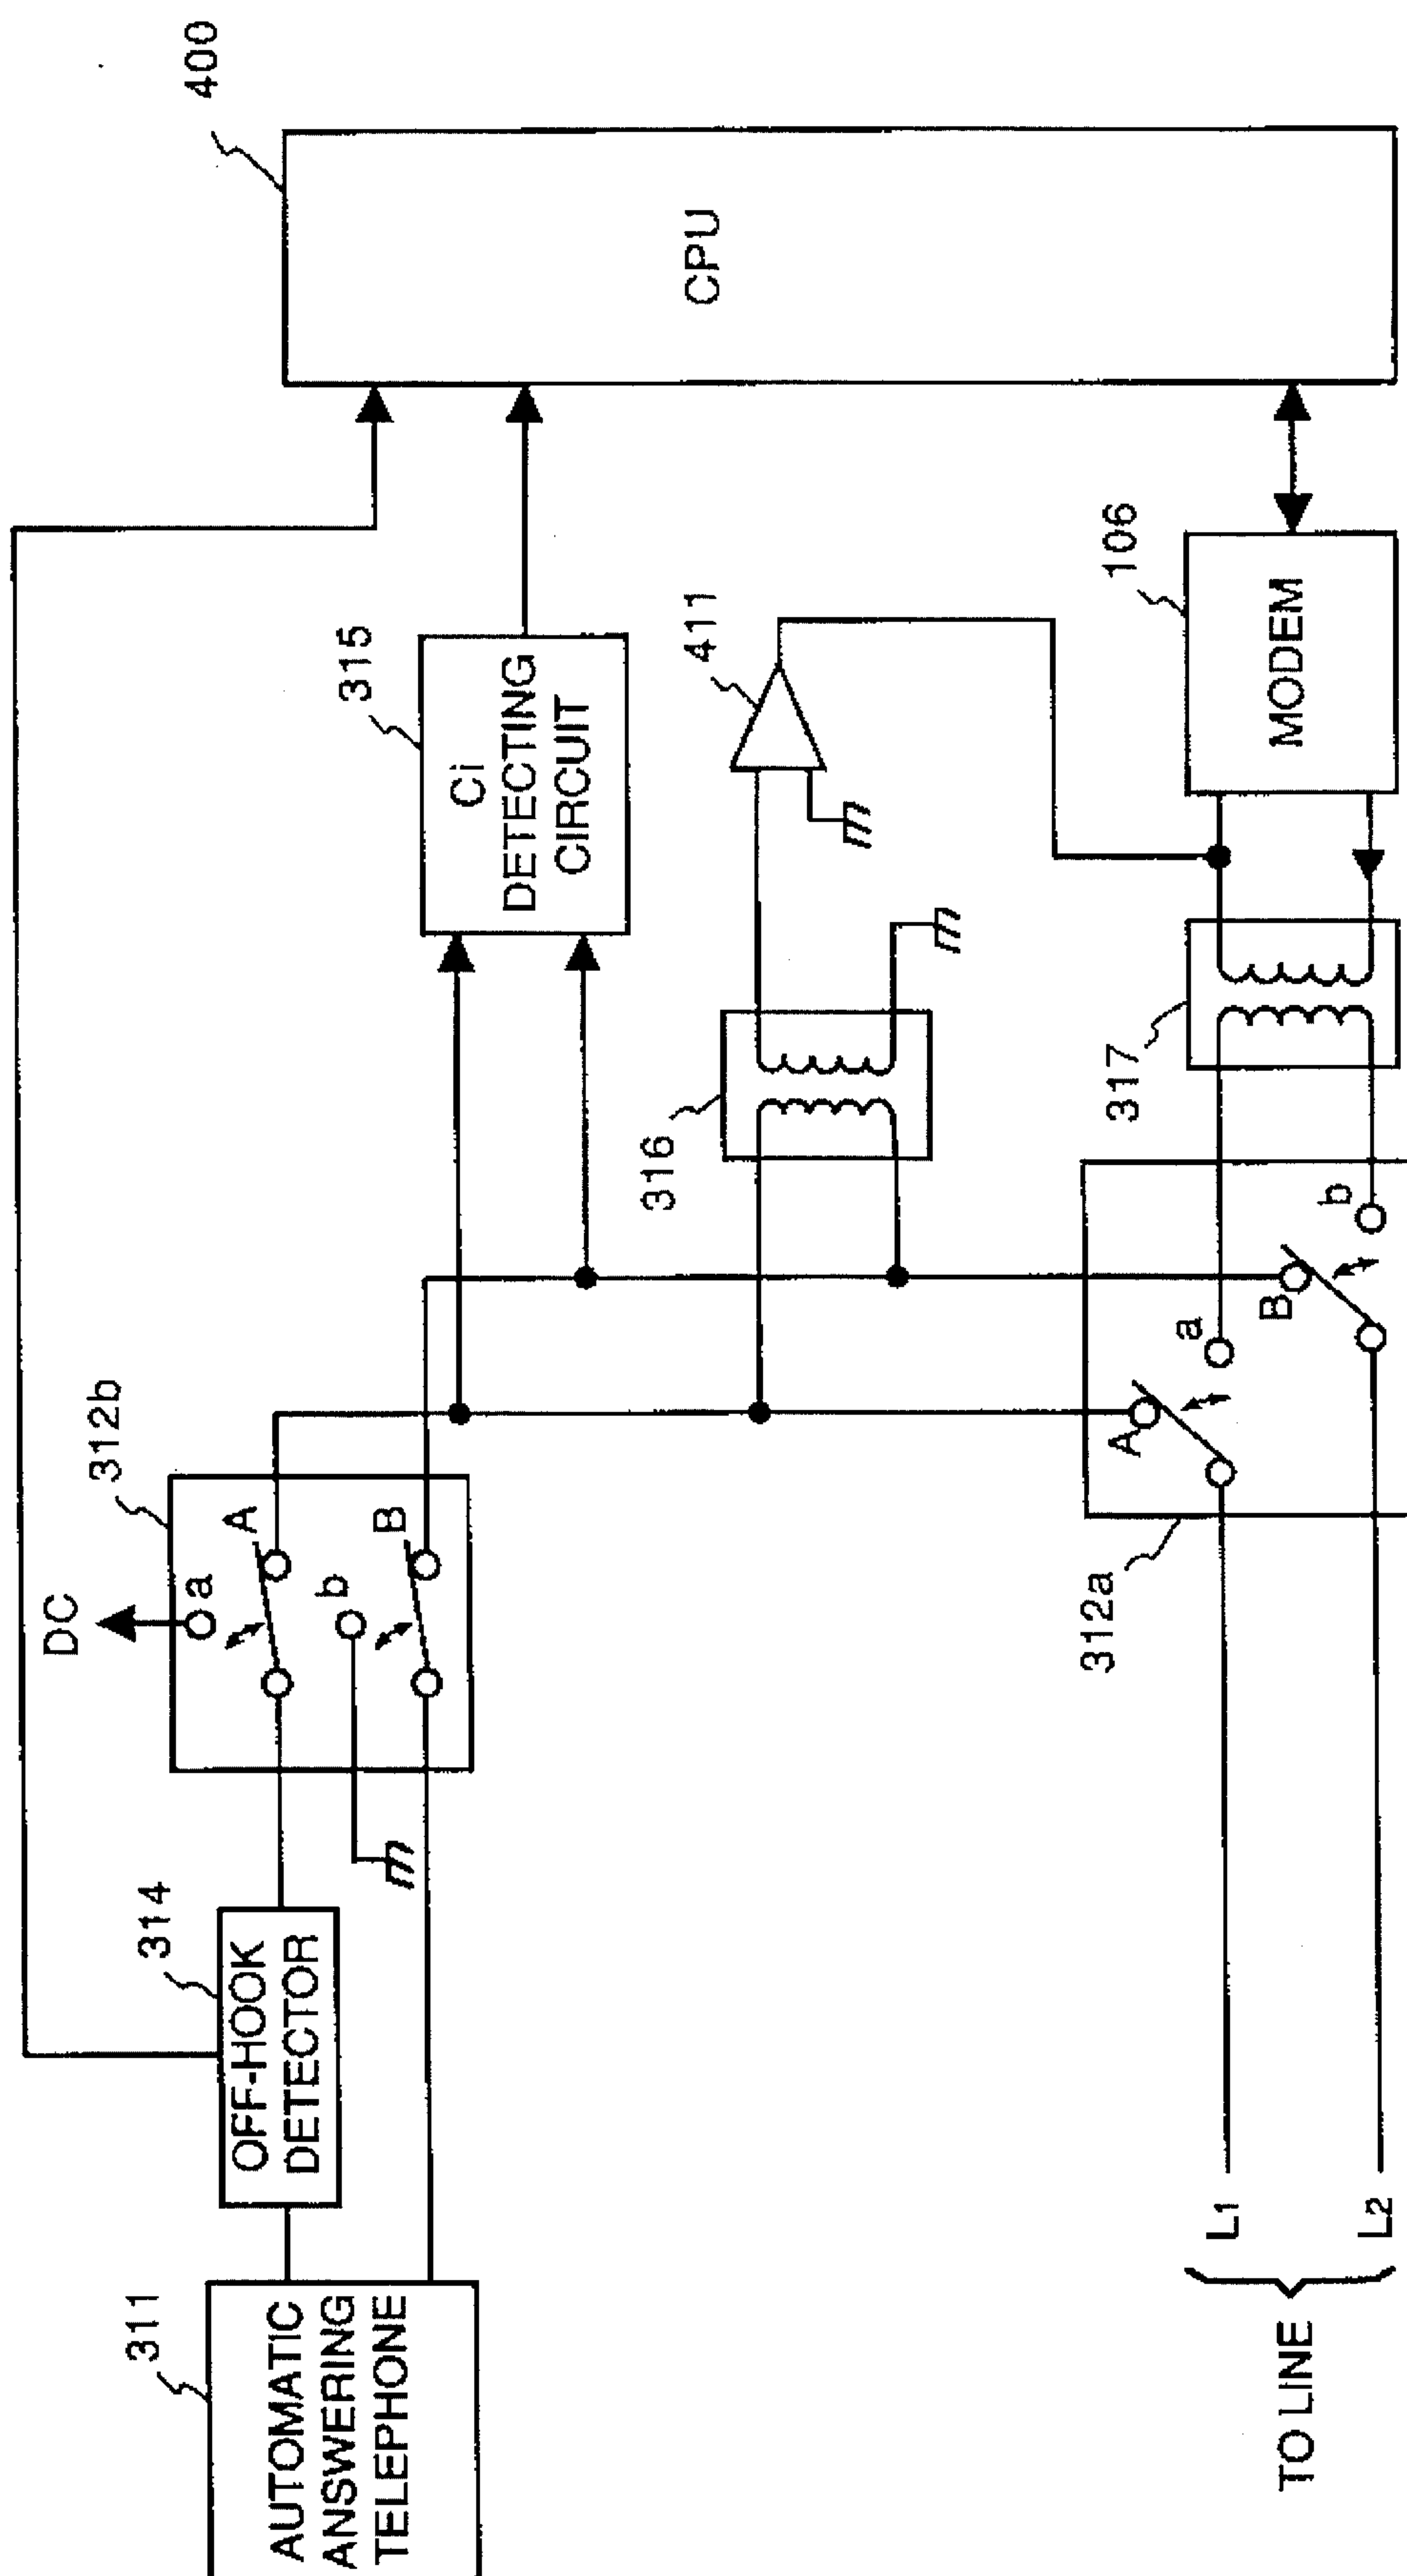 400
CPU
315
Ci
DETECTING
CIRCUIT
411
106
MODEM
316
317
312b
DC
a
A
b
B
A
a
B
b
312a
314
OFF-HOOK
DETECTOR
311
AUTOMATIC
ANSWERING
TELEPHONE
L1
L2
TO LINE